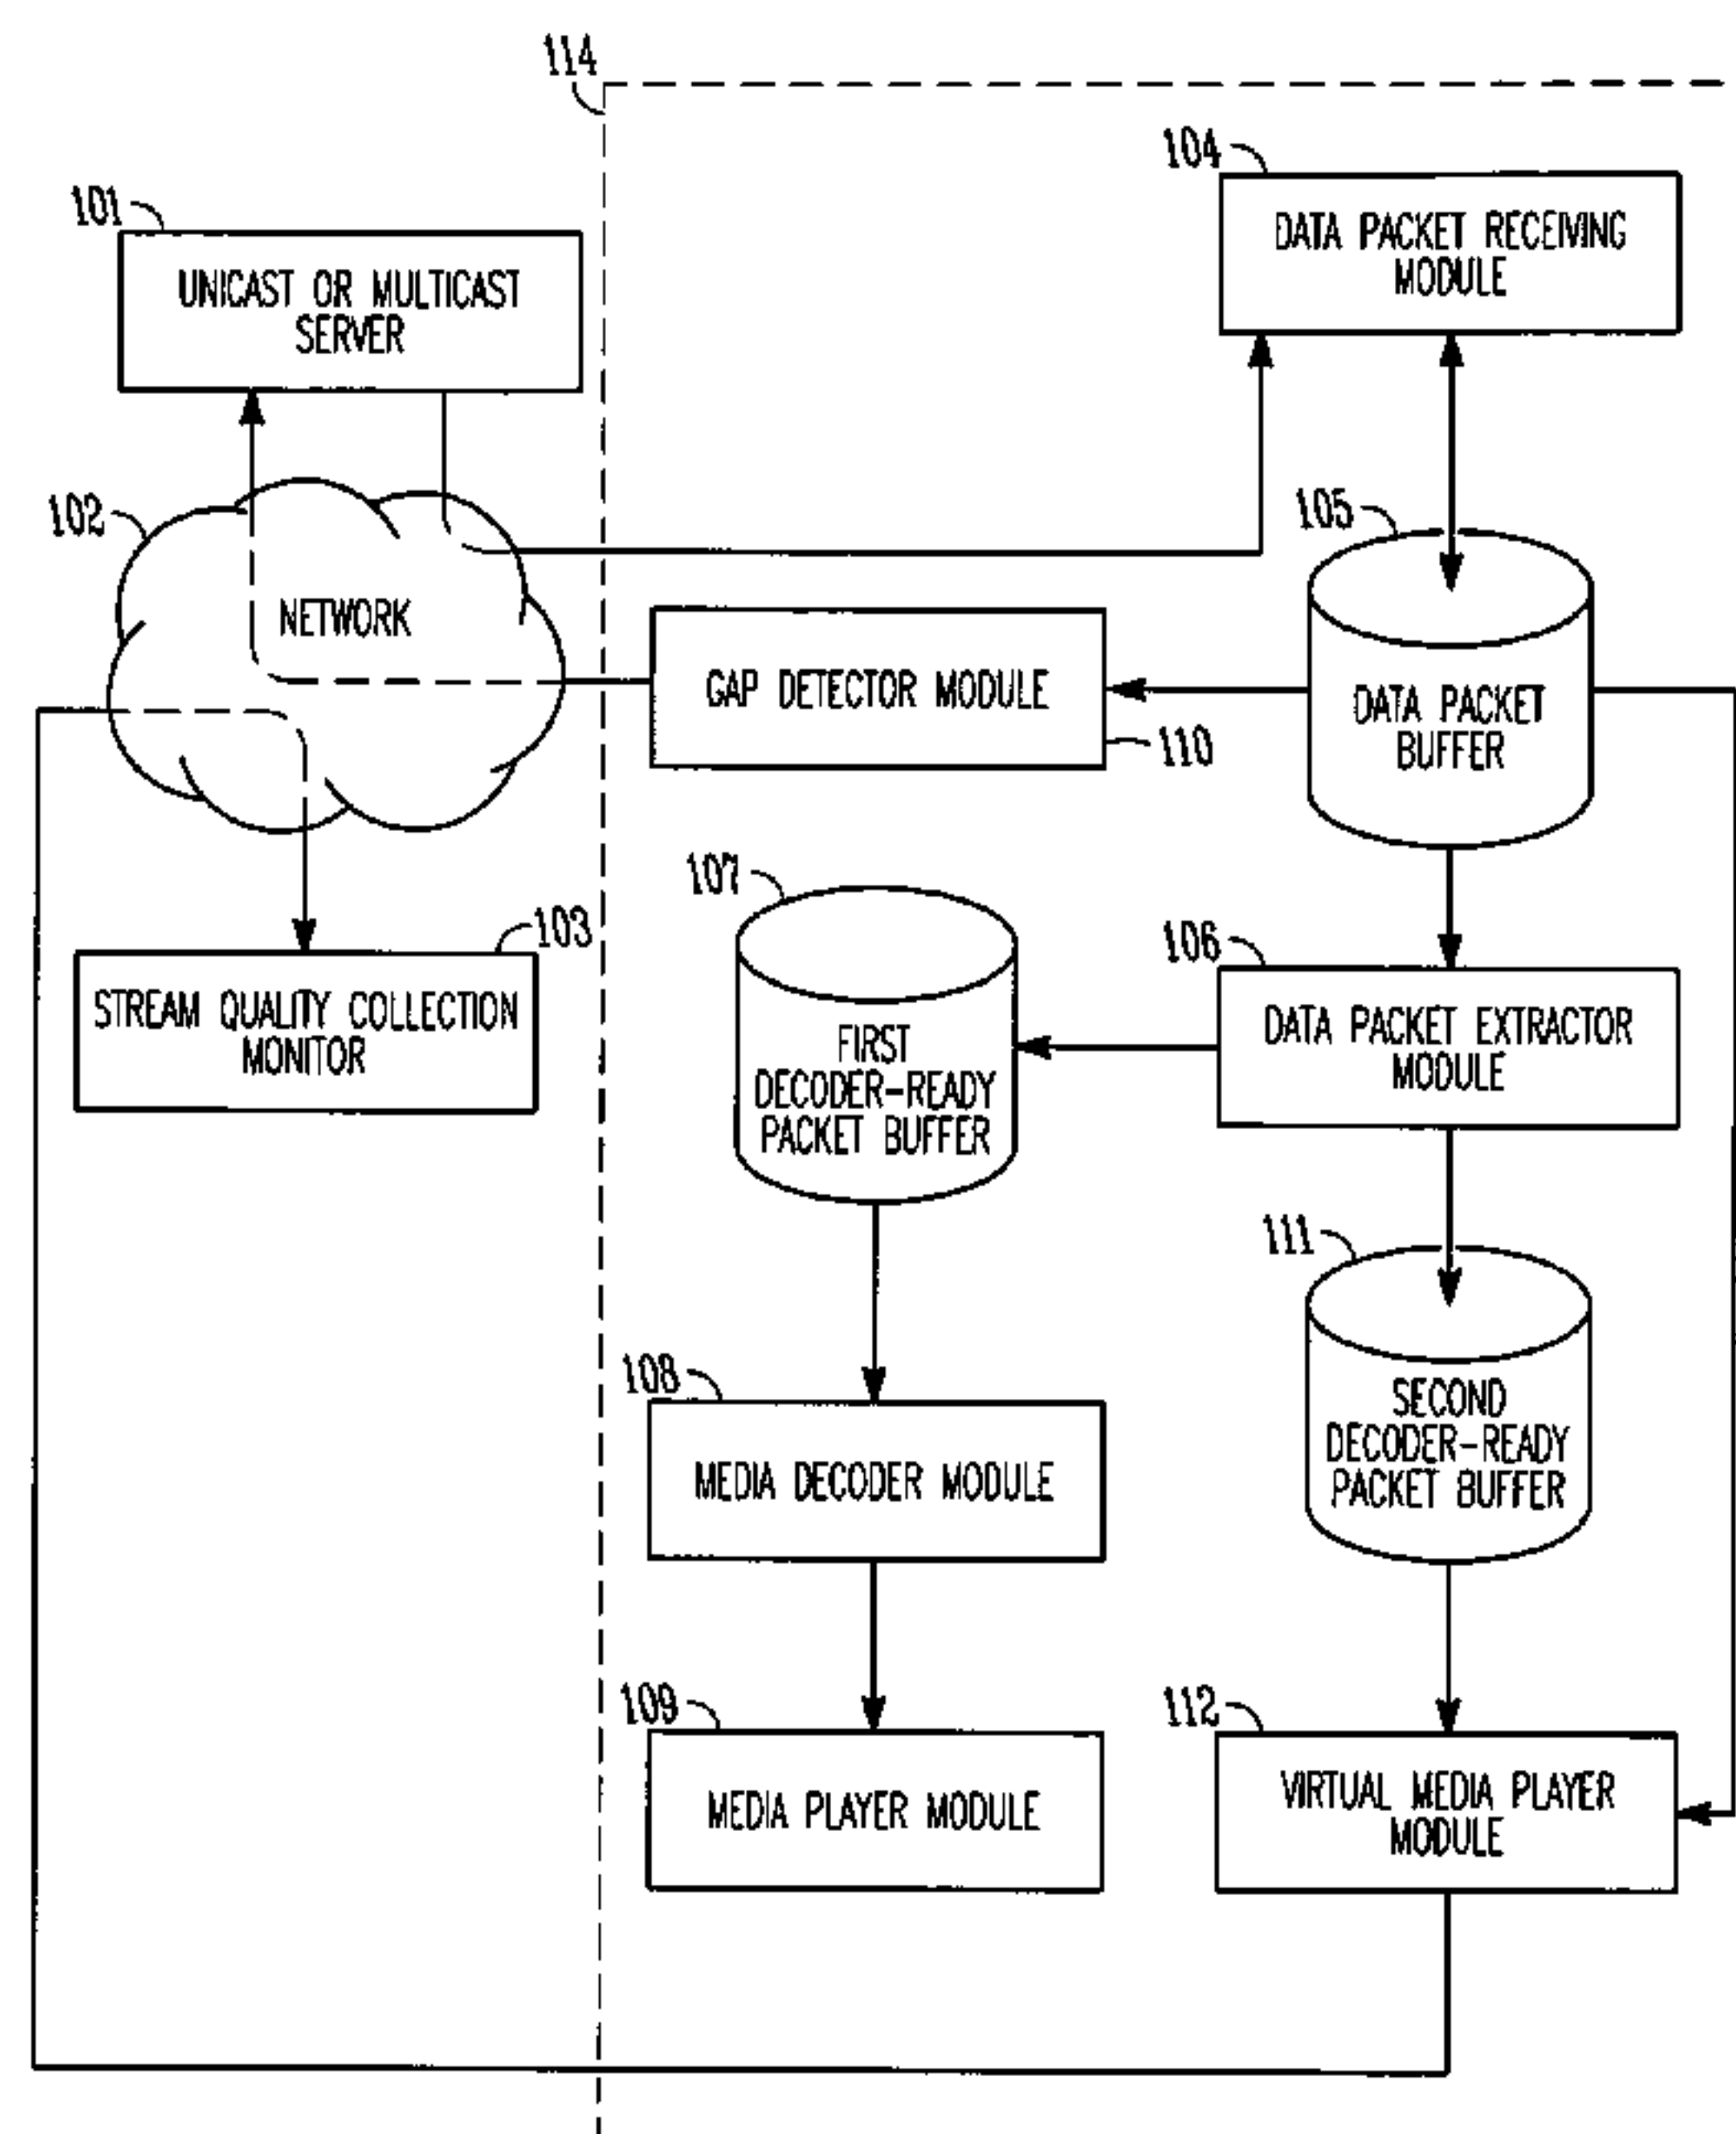 114
104
DATA PACKET RECEIVING
MODULE
101
UNICAST OR MULTICAST
SERVER
102
NETWORK
105
DATA PACKET
BUFFER
GAP DETECTOR MODULE
110
103
STREAM QUALITY COLLECTION
MONITOR
107
FIRST
DECODER-READY
PACKET BUFFER
106
DATA PACKET EXTRACTOR
MODULE
111
SECOND
DECODER-READY
PACKET BUFFER
108
MEDIA DECODER MODULE
109
MEDIA PLAYER MODULE
112
VIRTUAL MEDIA PLAYER
MODULE